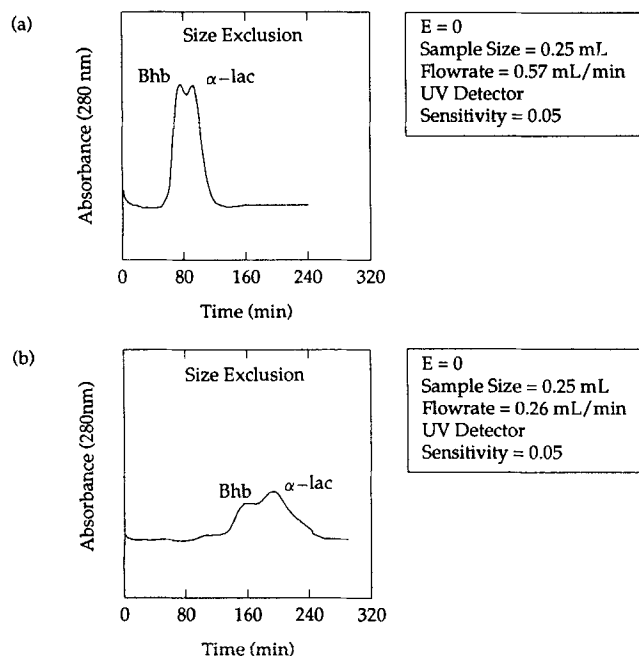 (a)
Size Exclusion
Bhb
α-lac
Absorbance (280 nm)
0
80
160
240
320
Time (min)
E = 0
Sample Size = 0.25 mL
Flowrate = 0.57 mL/min
UV Detector
Sensitivity = 0.05
(b)
Size Exclusion
Bhb
α-lac
Absorbance (280nm)
0
80
160
240
320
Time (min)
E = 0
Sample Size = 0.25 mL
Flowrate = 0.26 mL/min
UV Detector
Sensitivity = 0.05